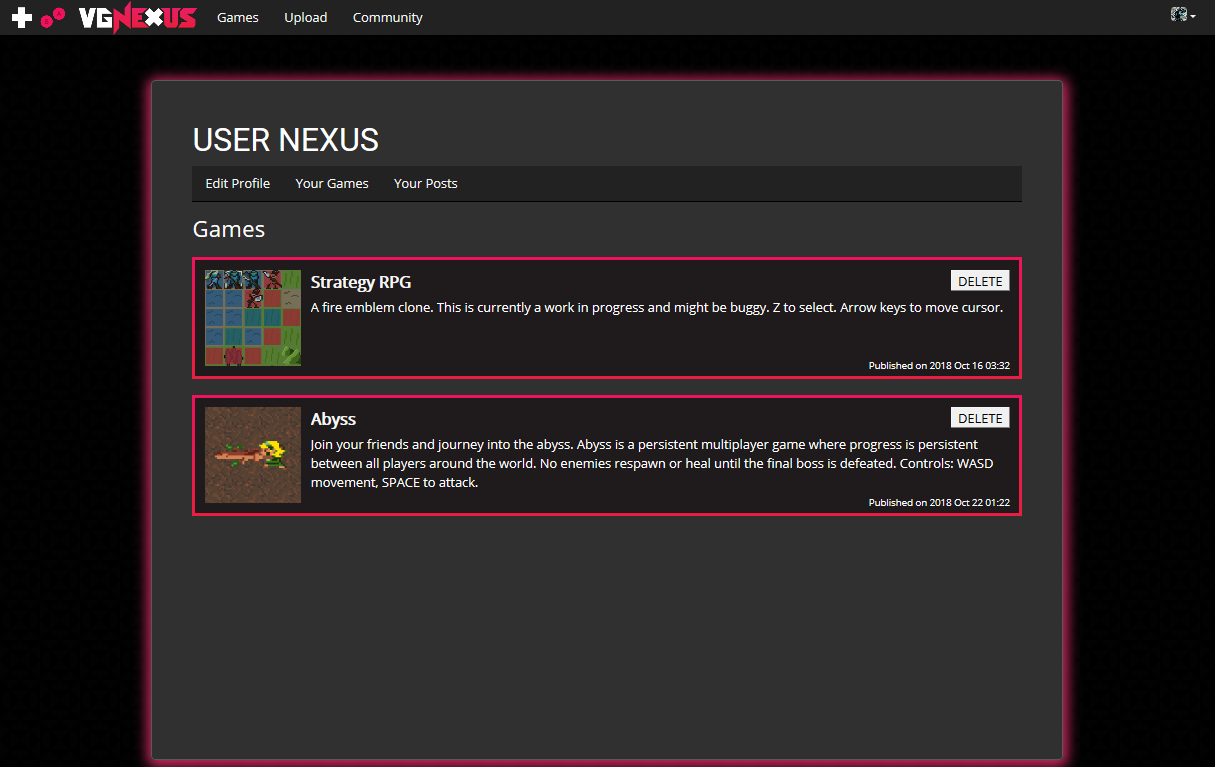 B A VGNEXUS Games Upload Community
USER NEXUS
Edit Profile Your Games Your Posts
Games
Strategy RPG DELETE
A fire emblem clone. This is currently a work in progress and might be buggy. Z to select. Arrow keys to move cursor.
Published on 2018 Oct 16 03:32
Abyss DELETE
Join your friends and journey into the abyss. Abyss is a persistent multiplayer game where progress is persistent
between all players around the world. No enemies respawn or heal until the final boss is defeated. Controls: WASD
movement, SPACE to attack.
Published on 2018 Oct 22 01:22